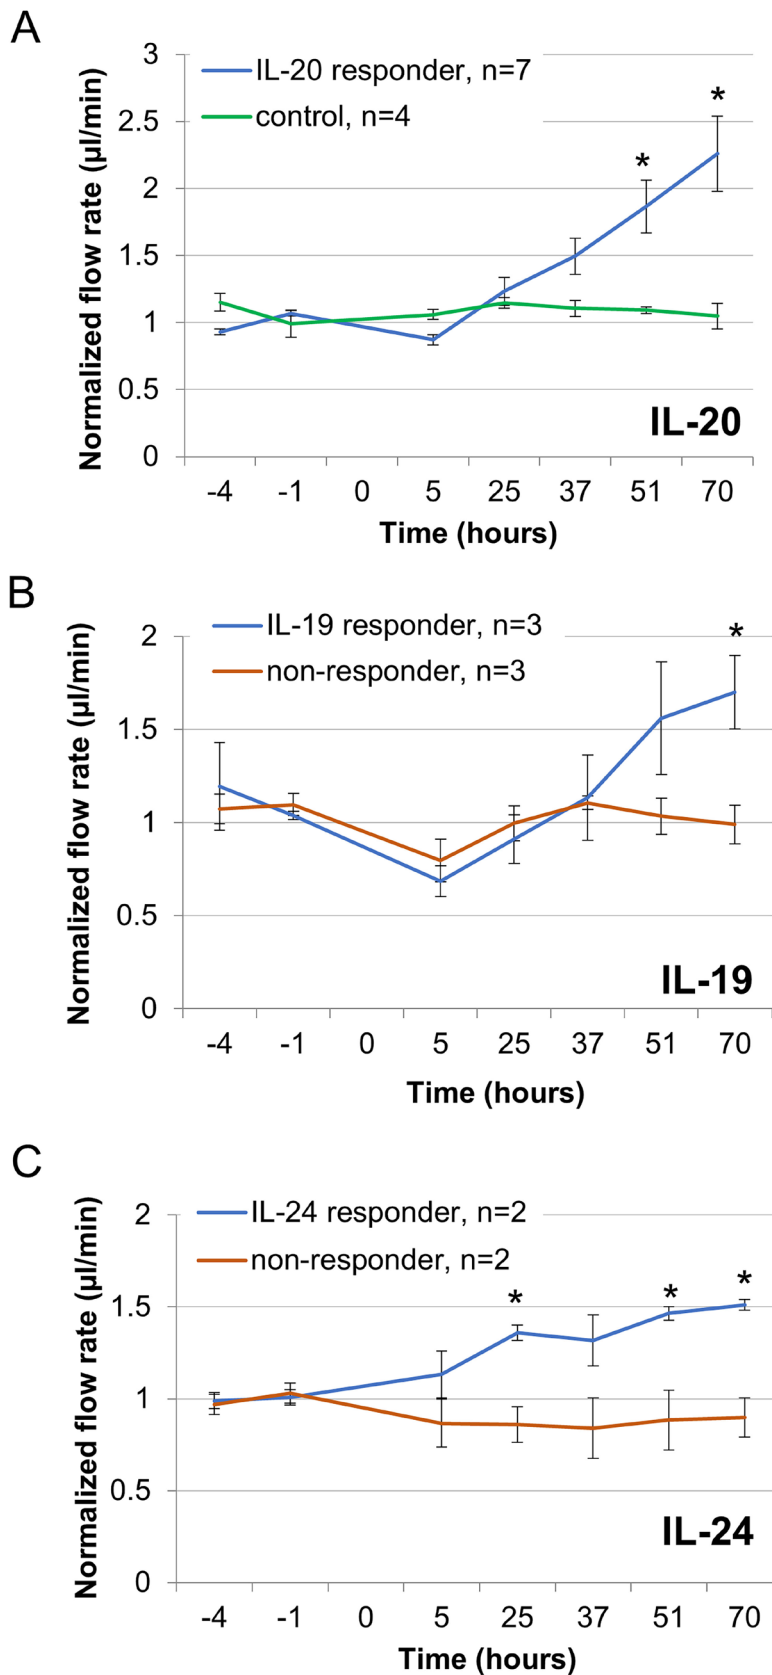 A
Normalized flow rate (µl/min)
3
2.5
2
1.5
1
0.5
0
IL-20 responder, n=7
control, n=4
*
*
IL-20
-4 -1 0 5 25 37 51 70
Time (hours)
B
Normalized flow rate (µl/min)
2
1.5
1
0.5
0
IL-19 responder, n=3
non-responder, n=3
*
IL-19
-4 -1 0 5 25 37 51 70
Time (hours)
C
Normalized flow rate (µl/min)
2
1.5
1
0.5
0
IL-24 responder, n=2
non-responder, n=2
* * *
IL-24
-4 -1 0 5 25 37 51 70
Time (hours)